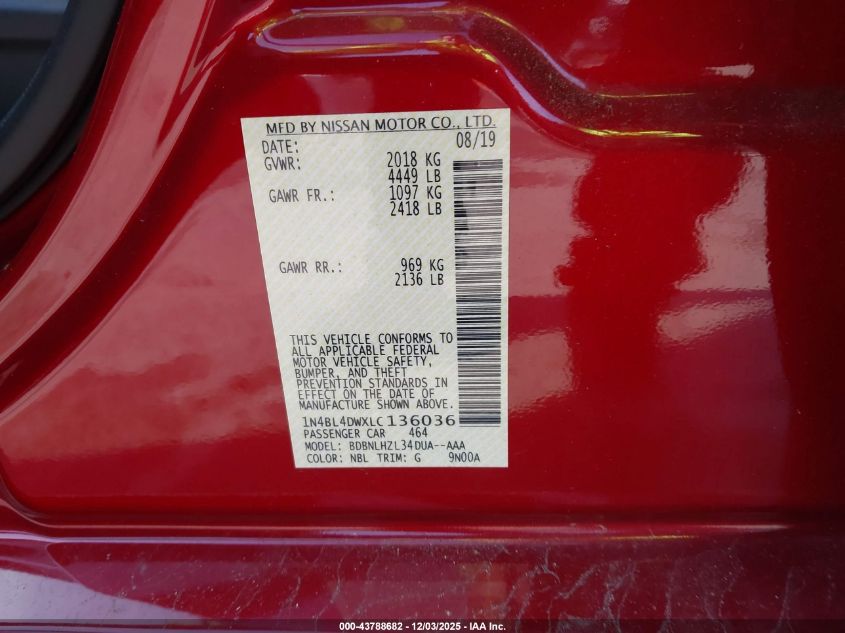 MFD BY NISSAN MOTOR CO., LTD.
DATE: 08/19
GVWR: 2018 KG
4449 LB
GAWR FR.: 1097 KG
2418 LB
GAWR RR.: 969 KG
2136 LB
THIS VEHICLE CONFORMS TO
ALL APPLICABLE FEDERAL
MOTOR VEHICLE SAFETY,
BUMPER, AND THEFT
PREVENTION STANDARDS IN
EFFECT ON THE DATE OF
MANUFACTURE SHOWN ABOVE.
1N4BL4DWXLC136036
PASSENGER CAR 464
MODEL: BDBNLHZL34DUA--AAA
COLOR: NBL TRIM: G 9N00A
000-43788682 - 12/03/2025 - IAA Inc.